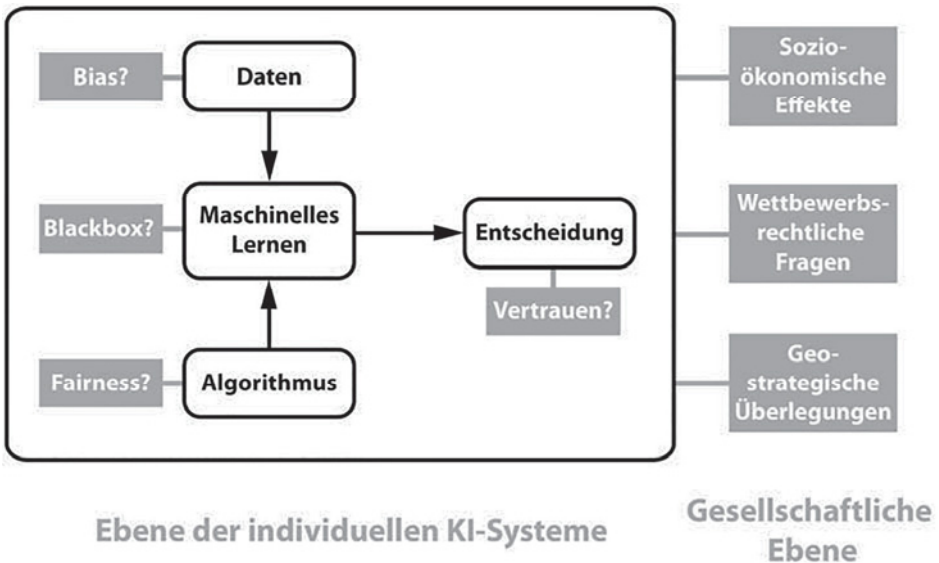 Bias?
Daten
Blackbox?
Maschinelles
Lernen
Entscheidung
Vertrauen?
Fairness?
Algorithmus
Sozio-
ökonomische
Effekte
Wettbewerbs-
rechtliche
Fragen
Geo-
strategische
Überlegungen
Ebene der individuellen KI-Systeme
Gesellschaftliche
Ebene